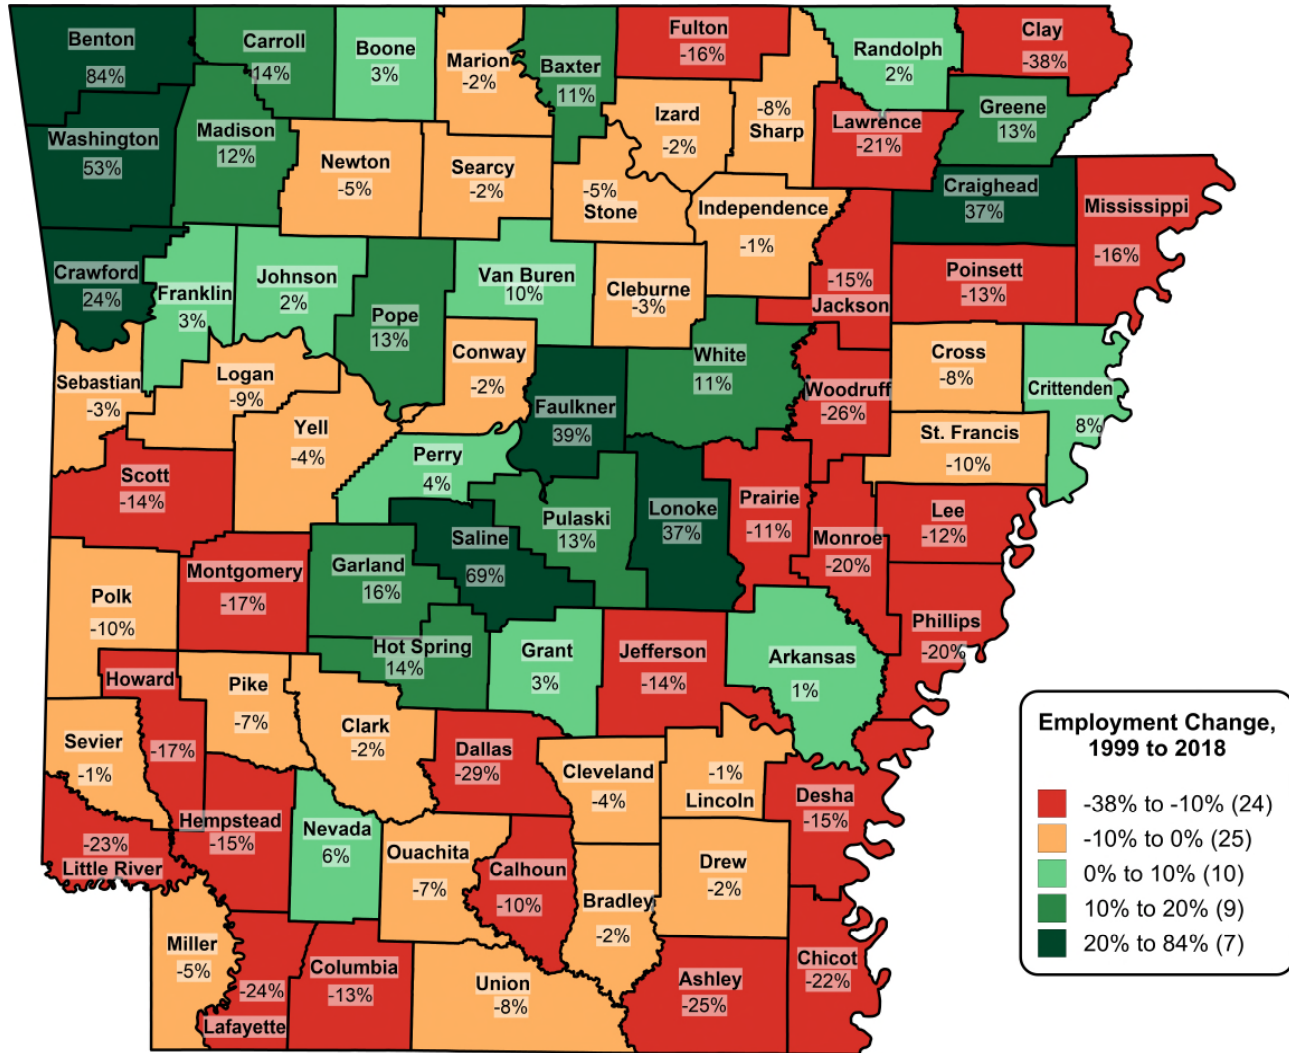 Benton
84%
Carroll
14%
Boone
3%
Marion
-2%
Baxter
11%
Fulton
-16%
Randolph
2%
Clay
-38%
Washington
53%
Madison
12%
Newton
-5%
Searcy
-2%
-5%
Stone
Izard
-2%
-8%
Sharp
Lawrence
-21%
Greene
13%
Craighead
37%
Mississippi
-16%
Independence
-1%
Crawford
24%
Franklin
3%
Johnson
2%
Pope
13%
Van Buren
10%
Cleburne
-3%
-15%
Jackson
Poinsett
-13%
Sebastian
-3%
Logan
-9%
Yell
-4%
Conway
-2%
Faulkner
39%
White
11%
Woodruff
-26%
Cross
-8%
Crittenden
8%
St. Francis
-10%
Scott
-14%
Perry
4%
Saline
69%
Pulaski
13%
Lonoke
37%
Prairie
-11%
Monroe
-20%
Lee
-12%
Polk
-10%
Montgomery
-17%
Garland
16%
Hot Spring
14%
Grant
3%
Jefferson
-14%
Arkansas
1%
Phillips
-20%
Howard
-17%
Pike
-7%
Clark
-2%
Sevier
-1%
Dallas
-29%
Cleveland
-4%
-1%
Lincoln
Desha
-15%
-23%
Little River
Hempstead
-15%
Nevada
6%
Ouachita
-7%
Calhoun
-10%
Bradley
-2%
Drew
-2%
Miller
-5%
-24%
Lafayette
Columbia
-13%
Union
-8%
Ashley
-25%
Chicot
-22%
Employment Change,
1999 to 2018
-38% to -10% (24)
-10% to 0% (25)
0% to 10% (10)
10% to 20% (9)
20% to 84% (7)